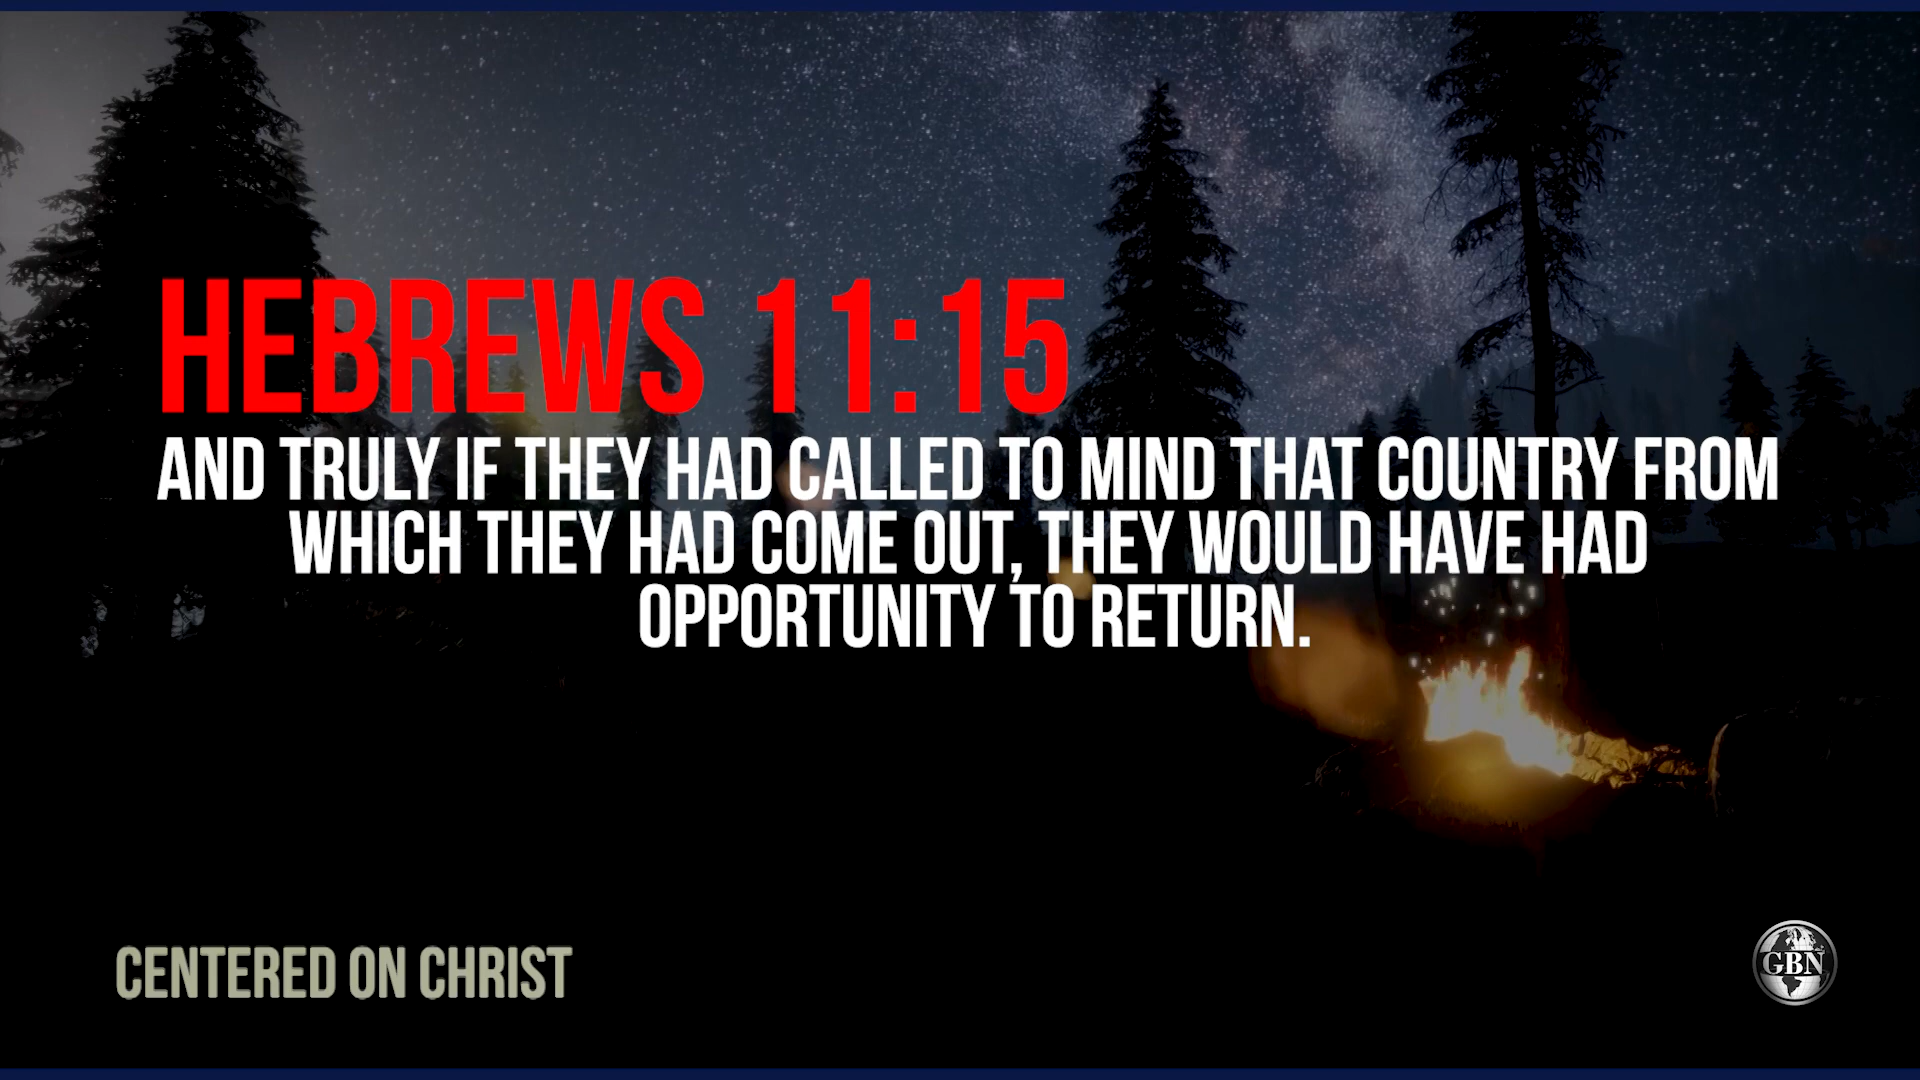 HEBREWS 11:15
AND TRULY IF THEY HAD CALLED TO MIND THAT COUNTRY FROM
WHICH THEY HAD COME OUT, THEY WOULD HAVE HAD
OPPORTUNITY TO RETURN.
CENTERED ON CHRIST
GBN